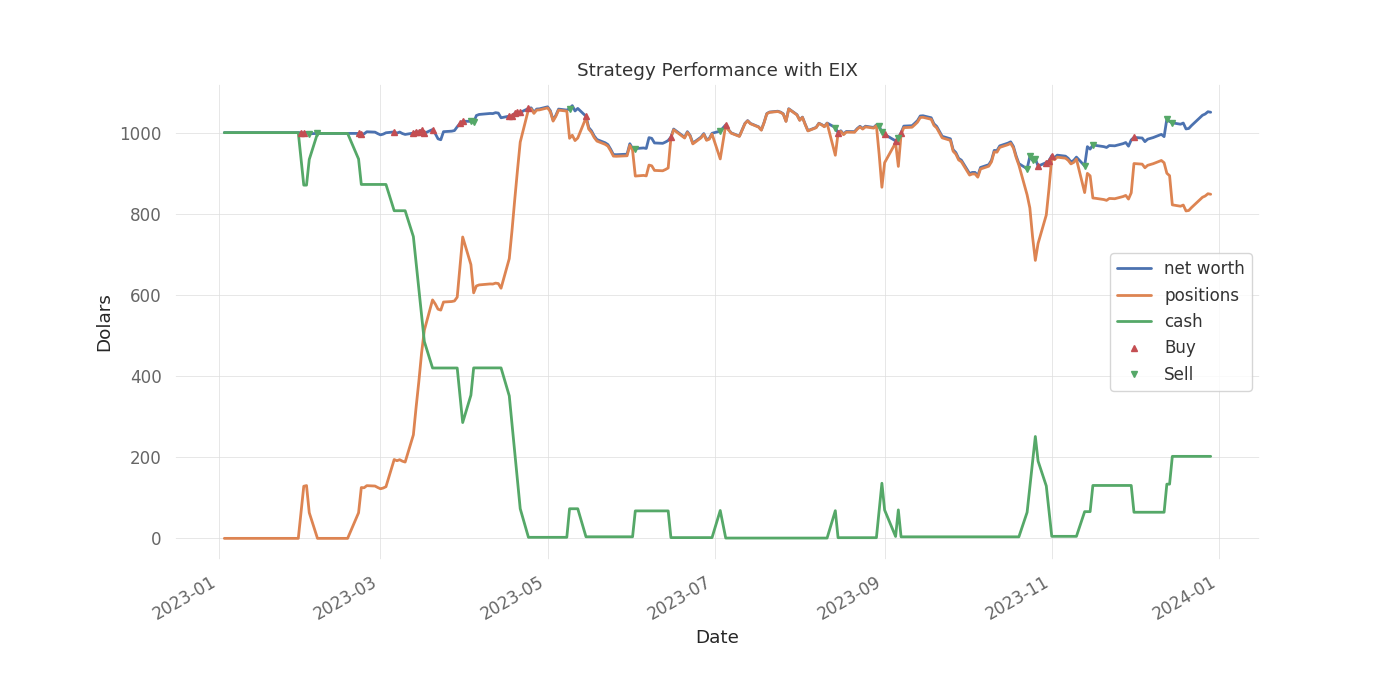 Strategy Performance with EIX
Dolars
1000
800
600
400
200
0
net worth
positions
cash
Buy
Sell
2023-01
2023-03
2023-05
2023-07
2023-09
2023-11
2024-01
Date